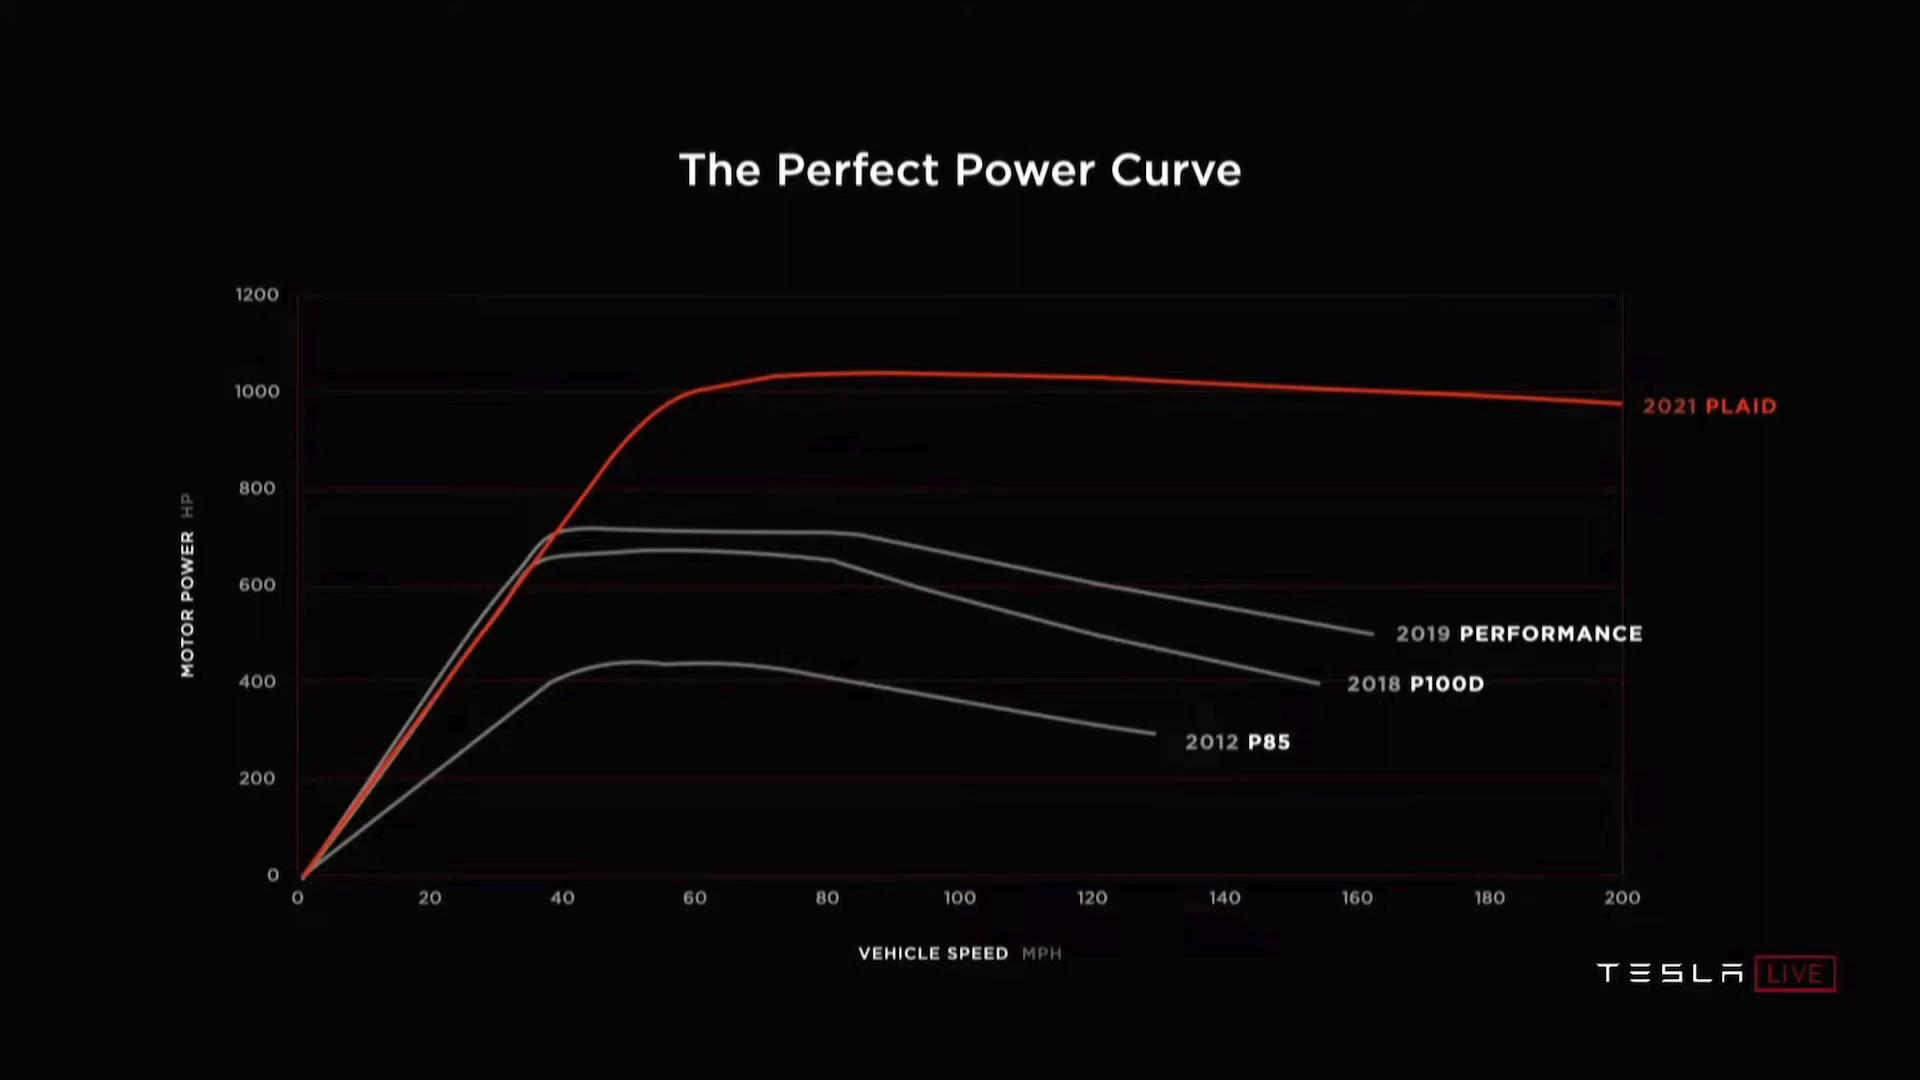 The Perfect Power Curve
1200
1000
800
600
400
200
0
MOTOR POWER HP
2021 PLAID
2019 PERFORMANCE
2018 P100D
2012 P85
0 20 40 60 80 100 120 140 160 180 200
VEHICLE SPEED MPH
TESLA LIVE